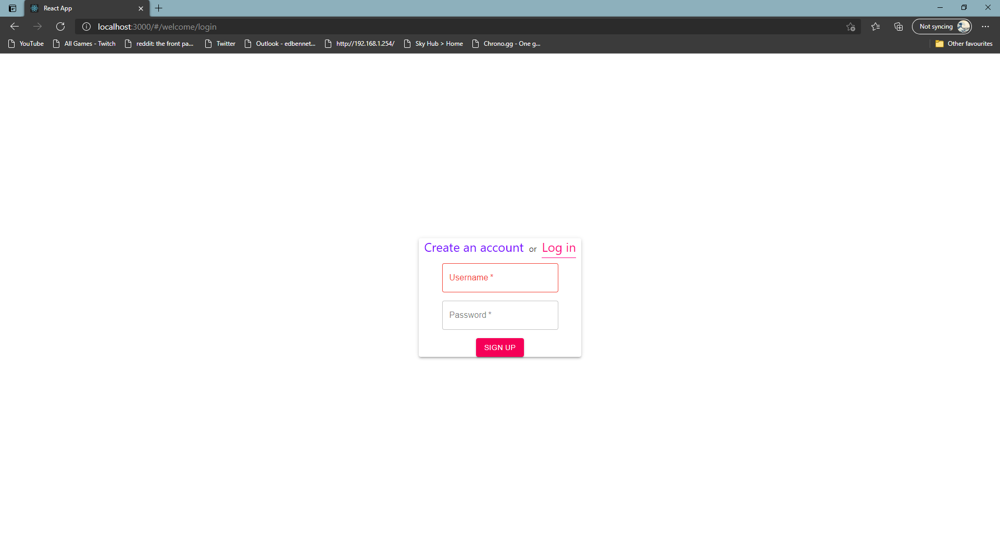 React App
localhost:3000/#/welcome/login
Not syncing
YouTube All Games - Twitch reddit: the front pa... Twitter Outlook - edbennet... http://192.168.1.254/ Sky Hub > Home Chrono.gg - One g... Other favourites
Create an account or Log in
Username *
Password *
SIGN UP